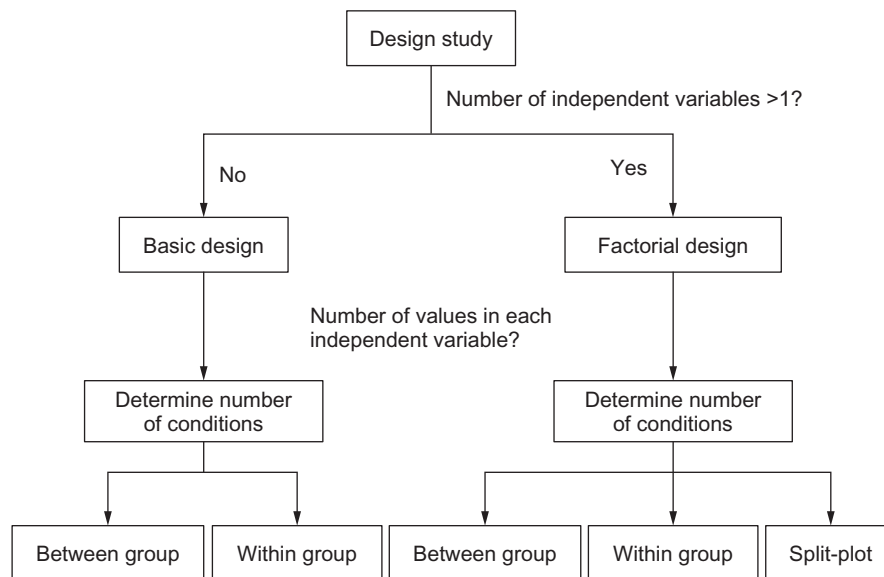 Design study
Number of independent variables >1?
No
Yes
Basic design
Factorial design
Number of values in each
independent variable?
Determine number
of conditions
Determine number
of conditions
Between group
Within group
Between group
Within group
Split-plot